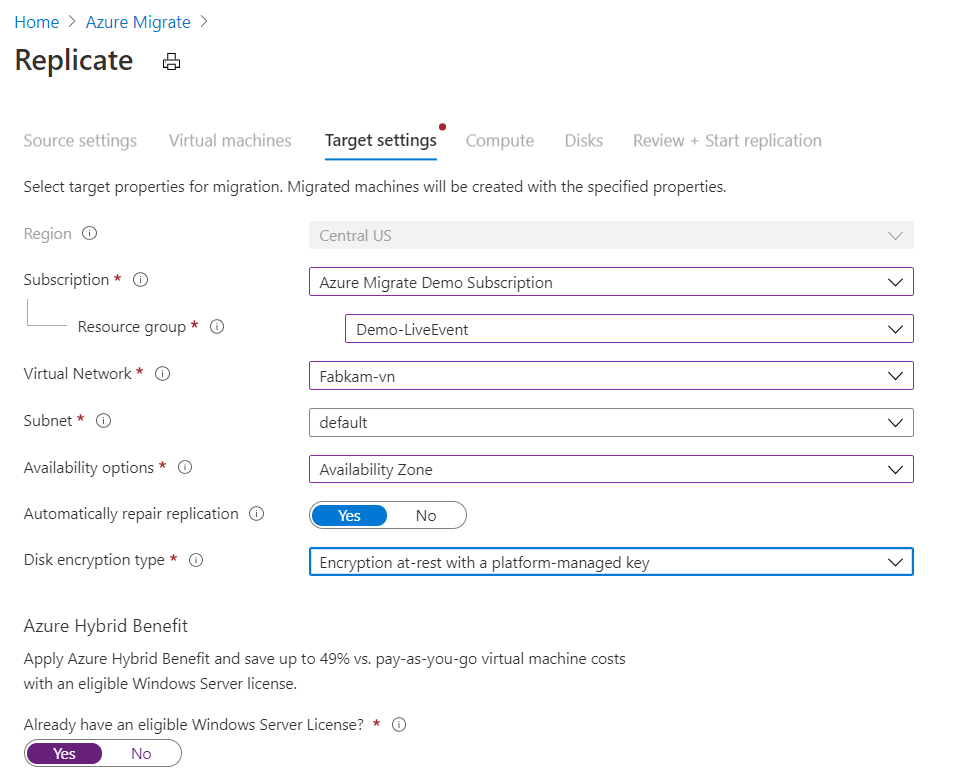 Home > Azure Migrate >
Replicate
Source settings Virtual machines Target settings Compute Disks Review + Start replication
Select target properties for migration. Migrated machines will be created with the specified properties.
Region Central US
Subscription * Azure Migrate Demo Subscription
Resource group * Demo-LiveEvent
Virtual Network * Fabkam-vn
Subnet * default
Availability options * Availability Zone
Automatically repair replication Yes No
Disk encryption type * Encryption at-rest with a platform-managed key
Azure Hybrid Benefit
Apply Azure Hybrid Benefit and save up to 49% vs. pay-as-you-go virtual machine costs
with an eligible Windows Server license.
Already have an eligible Windows Server License? *
Yes No